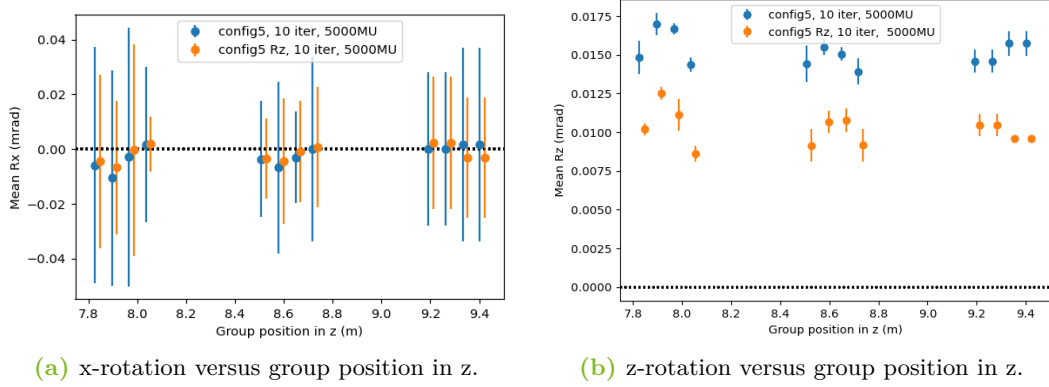 config5, 10 iter, 5000MU
config5 Rz, 10 iter, 5000MU
Mean Rx (mrad)
0.04
0.02
0.00
−0.02
−0.04
7.8 8.0 8.2 8.4 8.6 8.8 9.0 9.2 9.4
Group position in z (m)
(a) x-rotation versus group position in z.
config5, 10 iter, 5000MU
config5 Rz, 10 iter, 5000MU
Mean Rz (mrad)
0.0175
0.0150
0.0125
0.0100
0.0075
0.0050
0.0025
0.0000
7.8 8.0 8.2 8.4 8.6 8.8 9.0 9.2 9.4
Group position in z (m)
(b) z-rotation versus group position in z.